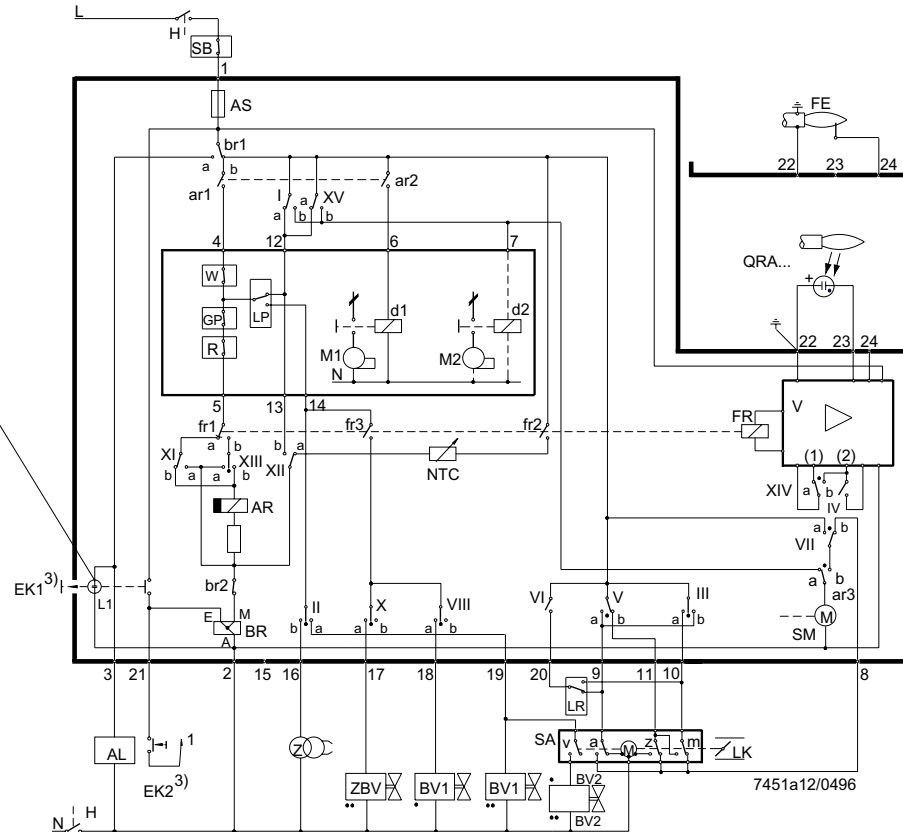 L
H
SB
1
AS
br1
a b
ar1
ar2
I
a b
XV
a
b
4 12 6 7
W
GP
R
LP
M1
d1
M2
d2
N
5 13 14
fr1
a b
fr3
fr2
XI
b a
XIII
a b
b a
XII
NTC
AR
br2
EK1 3)
L1
E M
BR
A
II
b a
X
b a
VIII
a b
VI
V
a b
III
a b
FE
22 23 24
QRA...
+
22 23 24
FR
V
(1) (2)
XIV
a b
IV
a b
VII
a b
ar3
M
SM
3 21 2 15 16 17 18 19 20 9 11 10 8
LR
AL
1
EK2 3)
Z
ZBV
BV1
BV1
SA
v a M z m
LK
BV2
BV2
7451a12/0496
N H